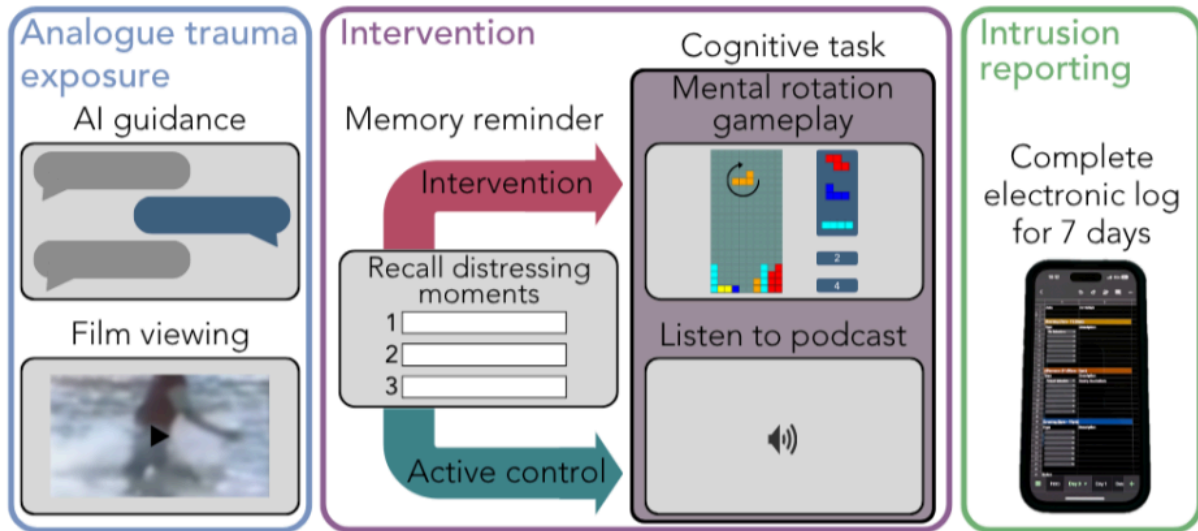 Analogue trauma
exposure
AI guidance
Film viewing
Intervention
Memory reminder
Intervention
Recall distressing
moments
1
2
3
Active control
Cognitive task
Mental rotation
gameplay
2
4
Listen to podcast
Intrusion
reporting
Complete
electronic log
for 7 days